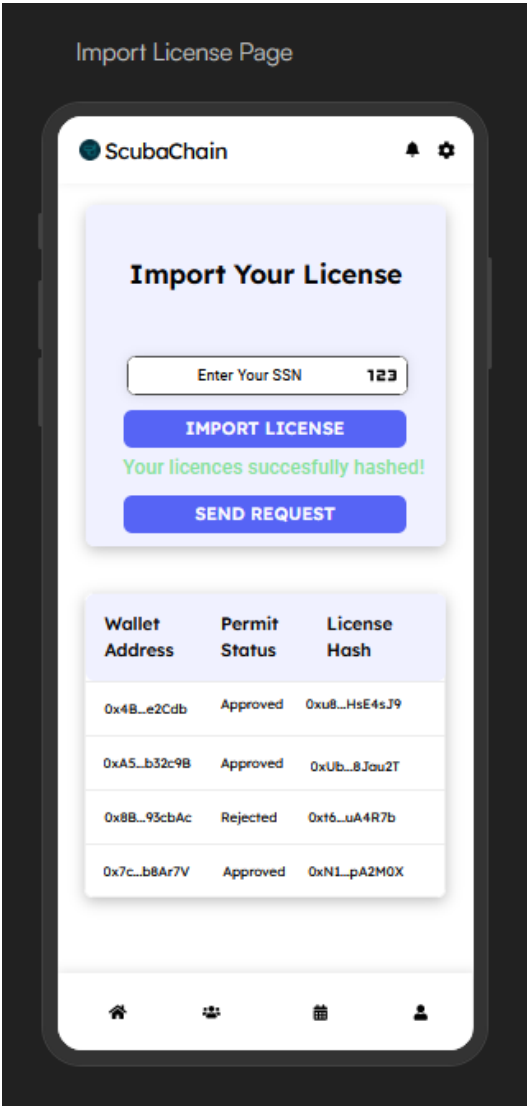 Import License Page
ScubaChain
Import Your License
Enter Your SSN 123
IMPORT LICENSE
Your licences succesfully hashed!
SEND REQUEST
Wallet Address Permit Status License Hash
0x4B...e2Cdb Approved 0xu8...HsE4sJ9
0xA5...b32c9B Approved 0xUb...8Jau2T
0x8B...93cbAc Rejected 0xt6...uA4R7b
0x7c...b8Ar7V Approved 0xN1...pA2M0X